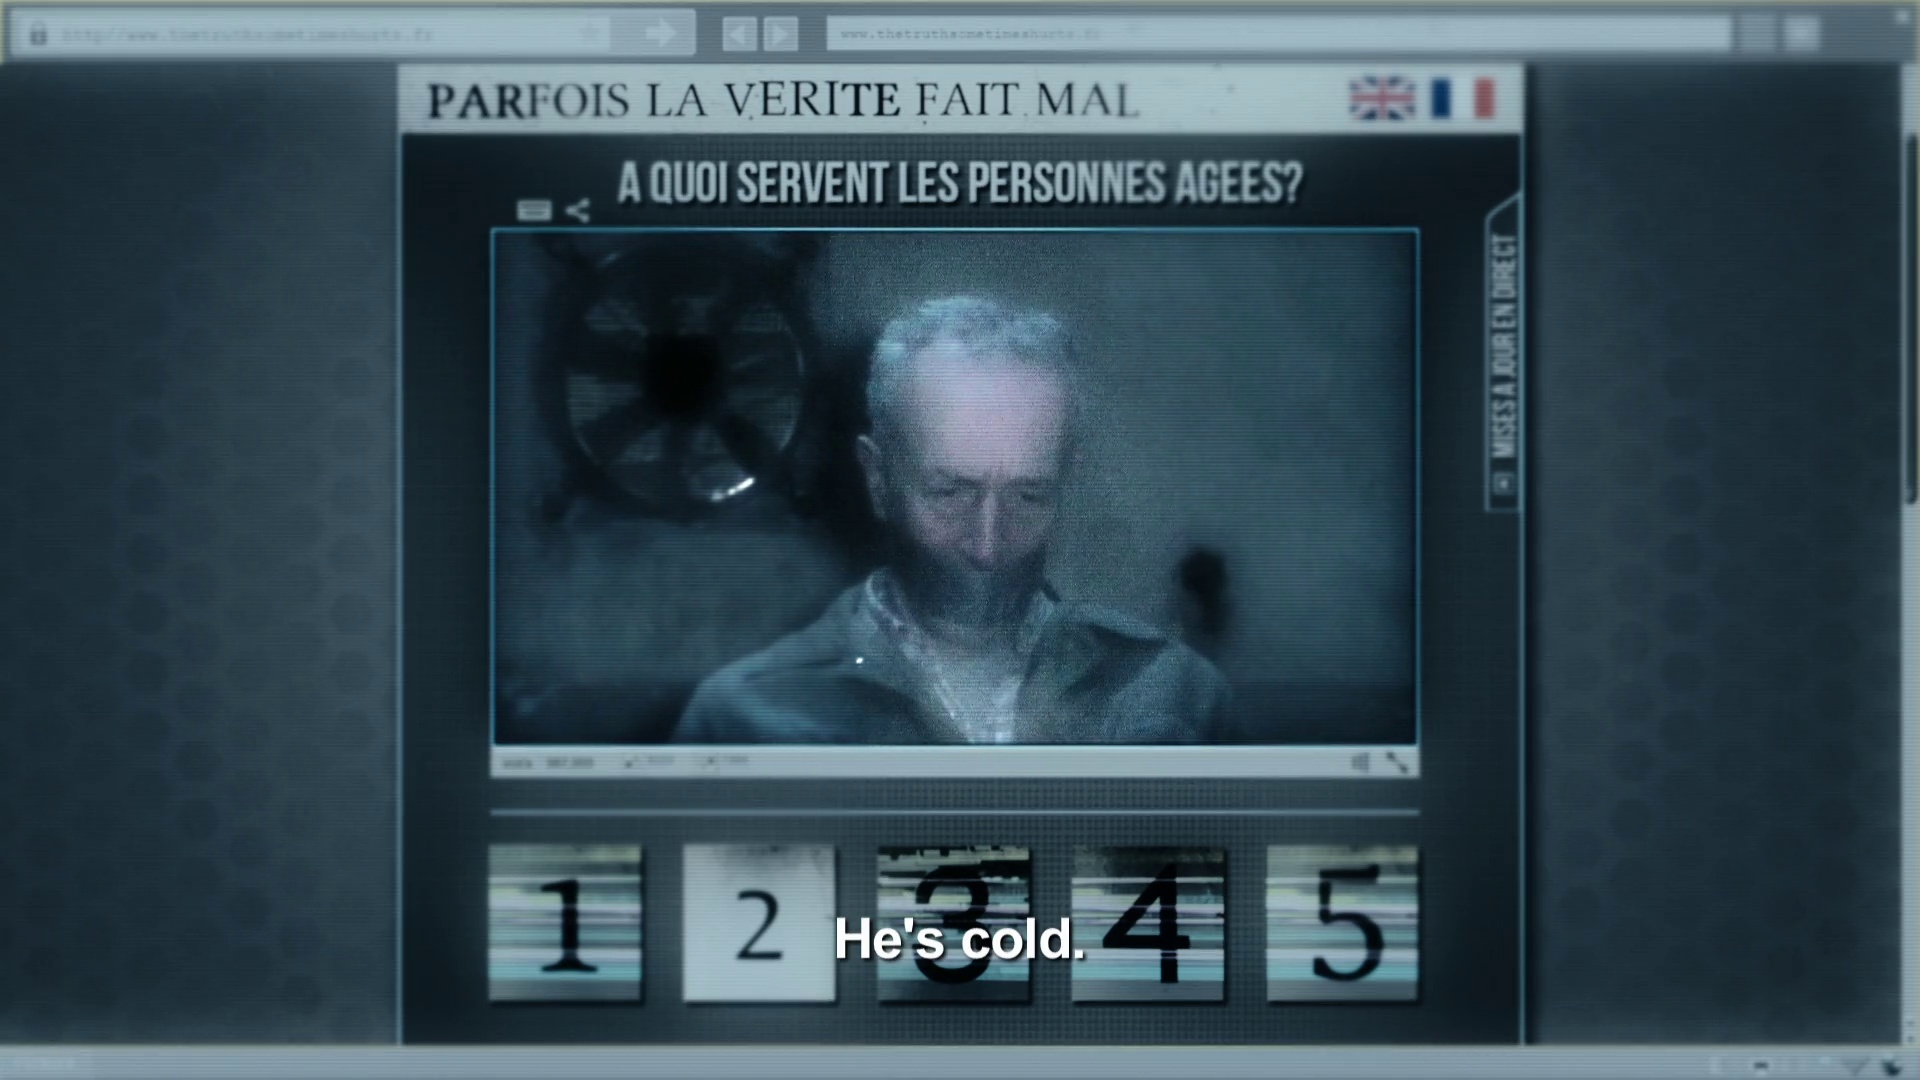 http://www.thetruthsometimeshurts.fr
www.thetruthsometimeshurts.fr
PARFOIS LA VERITE FAIT MAL
A QUOI SERVENT LES PERSONNES AGEES?
MISES A JOUR EN DIRECT
1 2 3 4 5
He's cold.